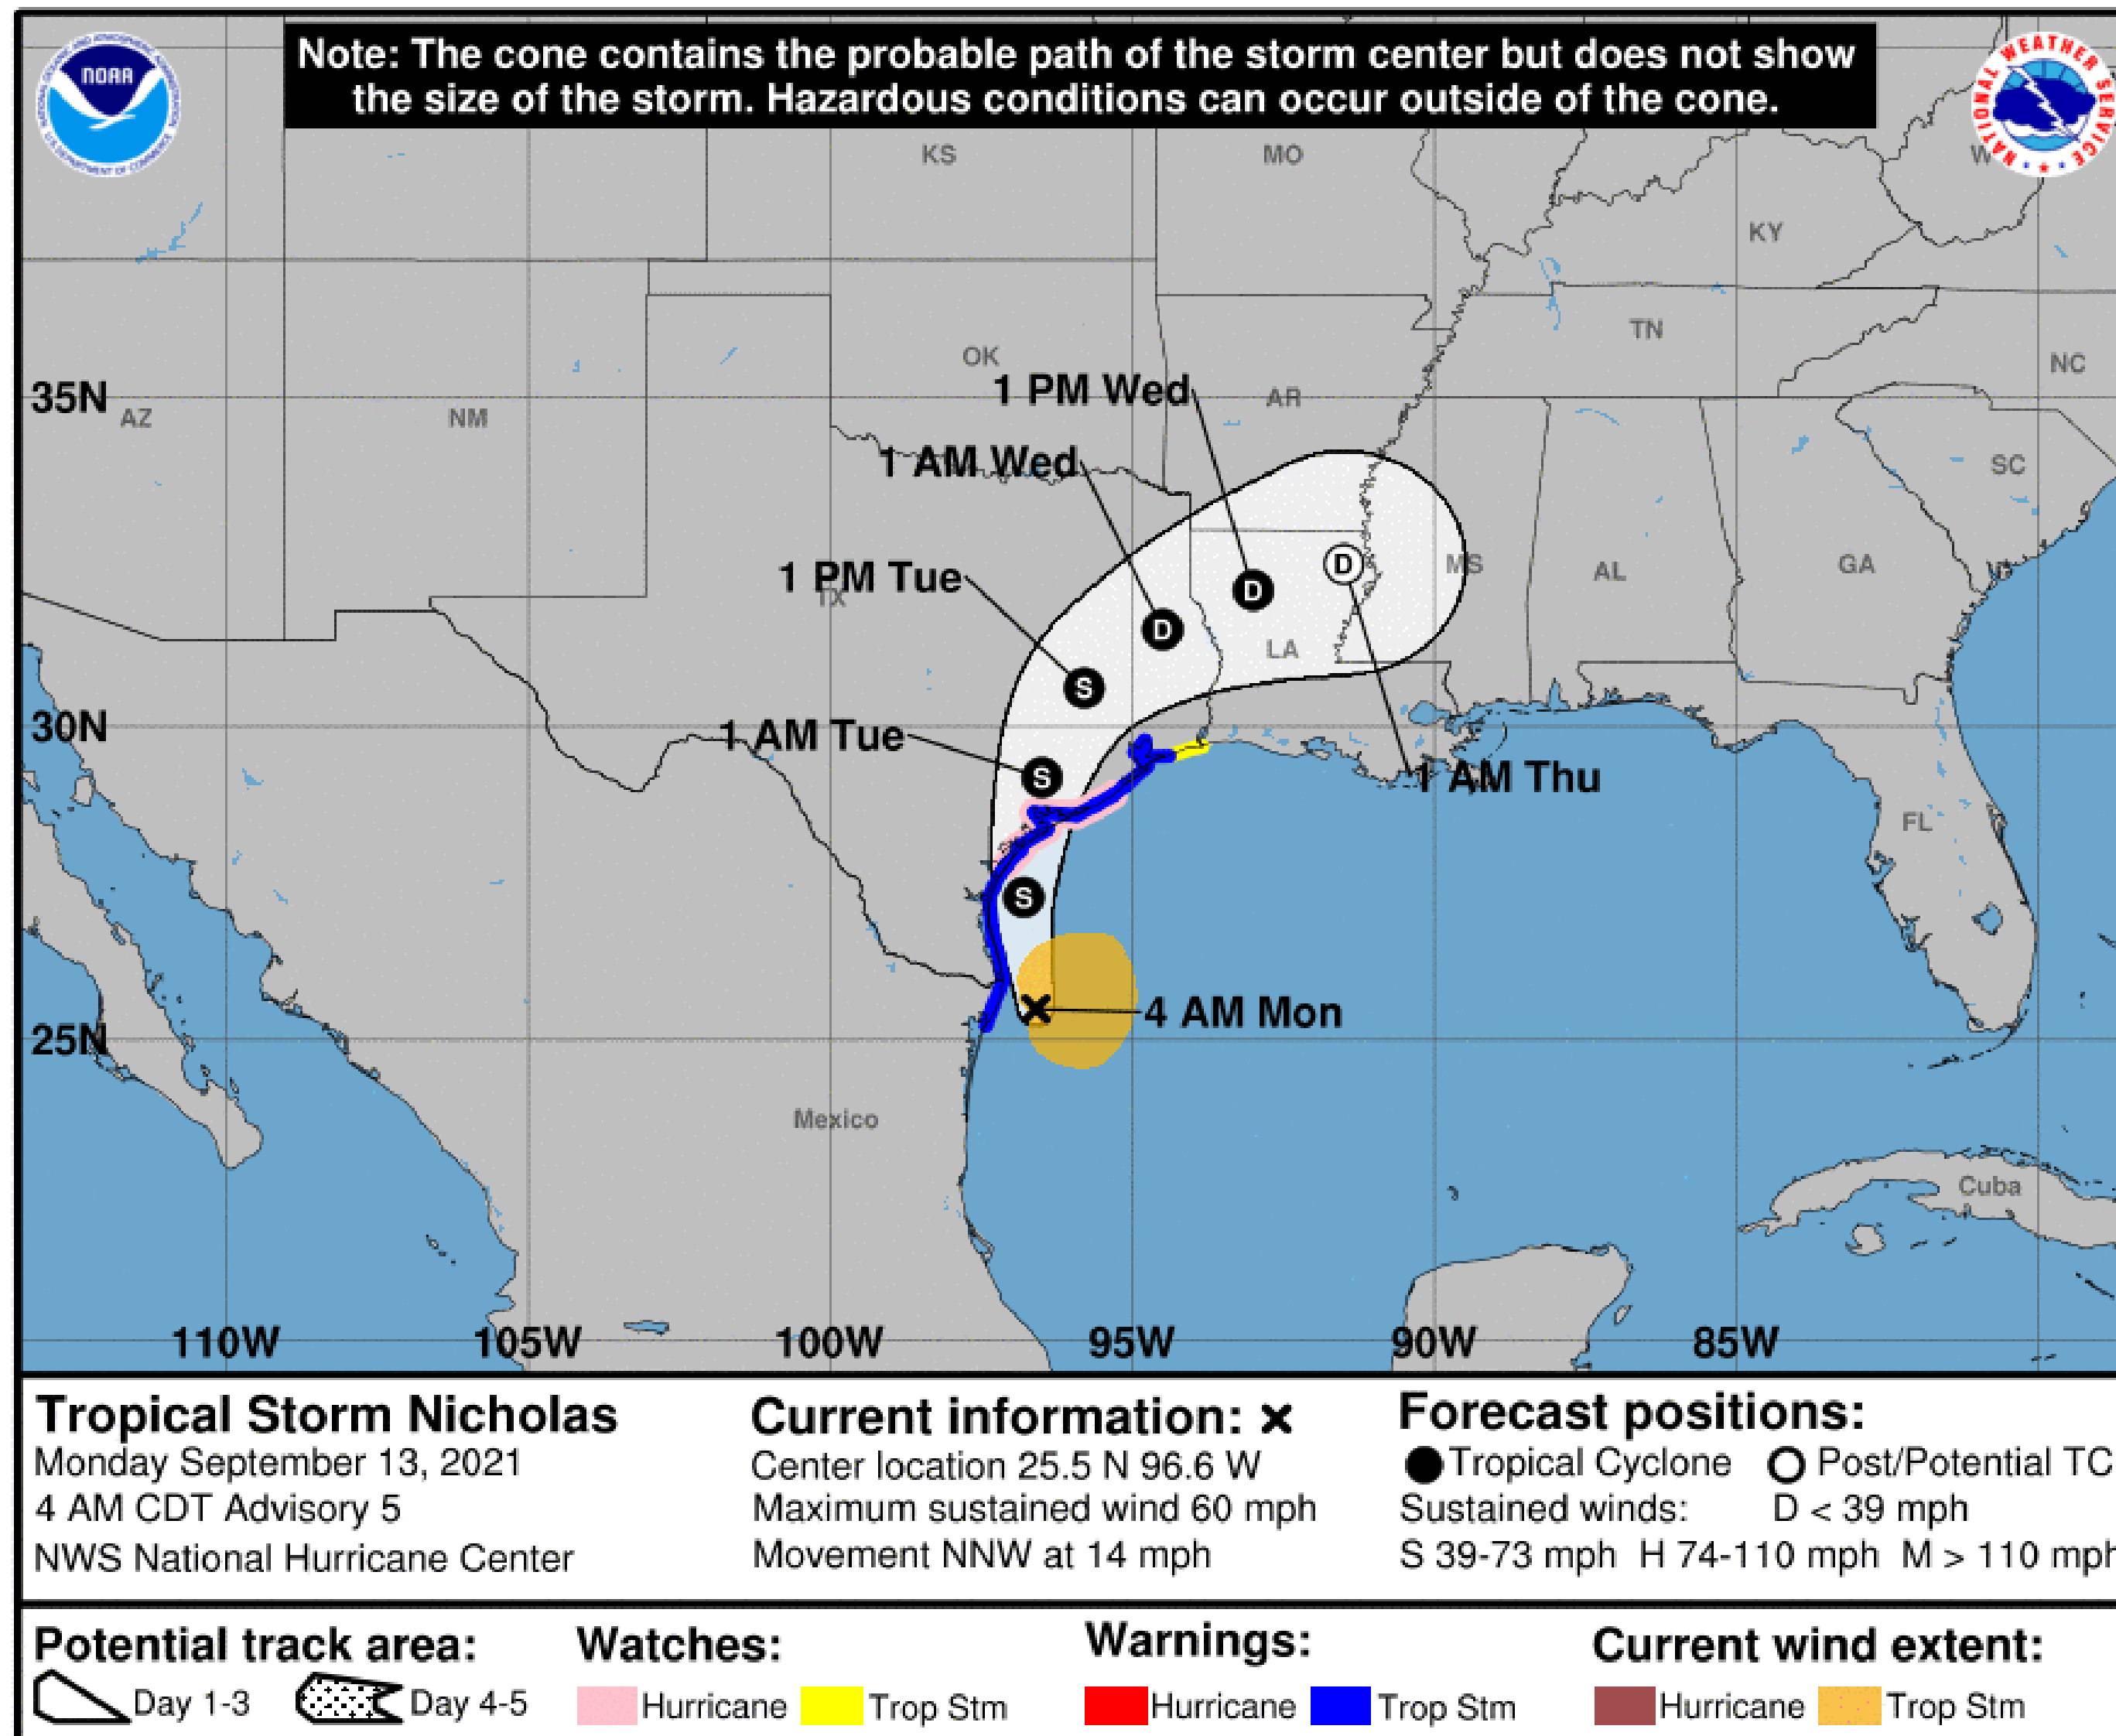 Note: The cone contains the probable path of the storm center but does not show
the size of the storm. Hazardous conditions can occur outside of the cone.
NOAA
NATIONAL WEATHER SERVICE
KS
MO
W
KY
TN
NC
OK
1 PM Wed
35N
AZ
NM
AR
1 AM Wed
SC
1 PM Tue
TX
MS
AL
GA
LA
30N
1 AM Tue
1 AM Thu
FL
25N
4 AM Mon
Mexico
Cuba
110W
105W
100W
95W
90W
85W
S
S
S
D
D
D
Tropical Storm Nicholas
Monday September 13, 2021
4 AM CDT Advisory 5
NWS National Hurricane Center
Current information: x
Center location 25.5 N 96.6 W
Maximum sustained wind 60 mph
Movement NNW at 14 mph
Forecast positions:
Tropical Cyclone Post/Potential TC
Sustained winds: D < 39 mph
S 39-73 mph H 74-110 mph M > 110 mph
Potential track area:
Day 1-3 Day 4-5
Watches:
Hurricane Trop Stm
Warnings:
Hurricane Trop Stm
Current wind extent:
Hurricane Trop Stm